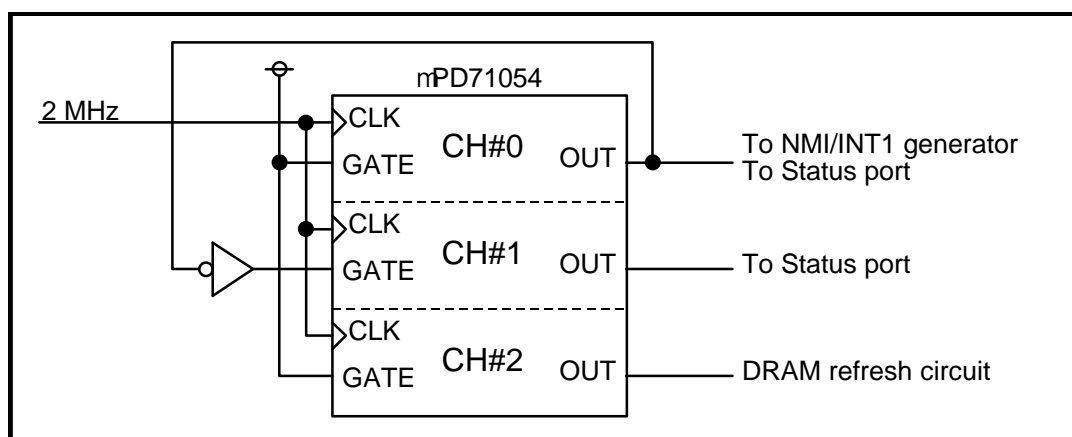 mPD71054
2 MHz
CLK
GATE
CH#0
OUT
To NMI/INT1 generator
To Status port
CLK
GATE
CH#1
OUT
To Status port
CLK
GATE
CH#2
OUT
DRAM refresh circuit